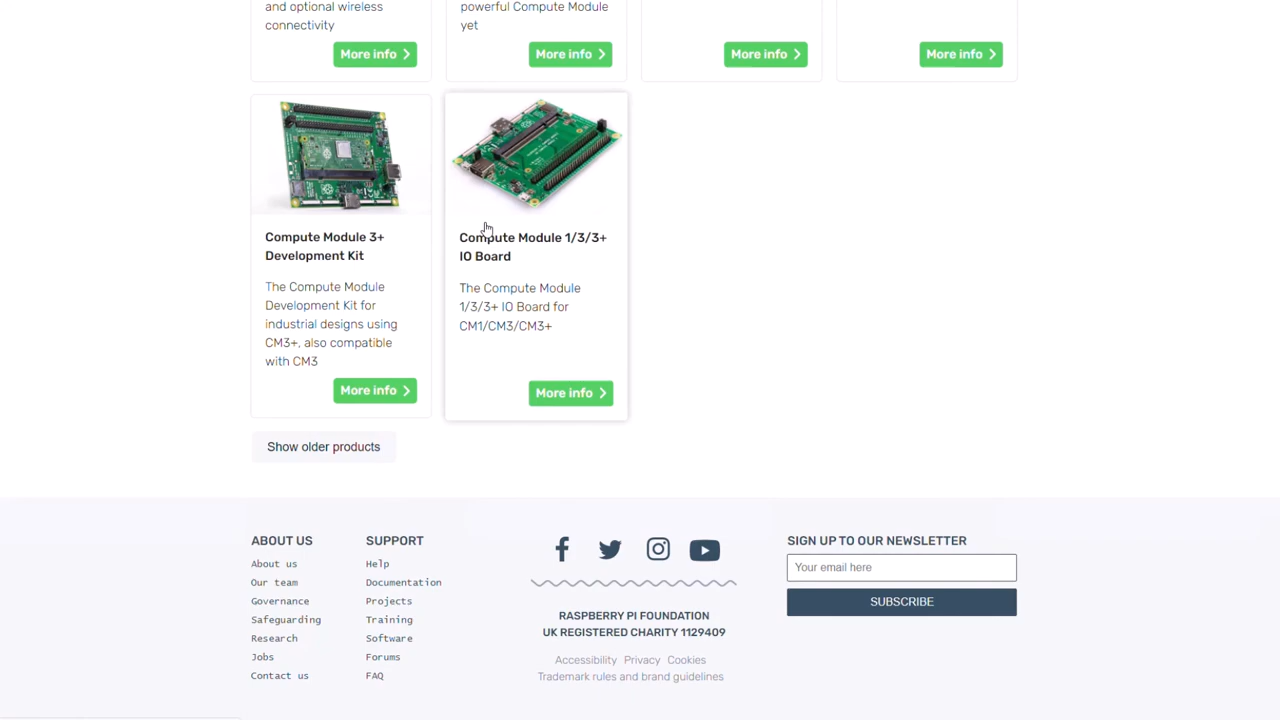 and optional wireless
connectivity
More info
powerful Compute Module
yet
More info
More info
More info
Compute Module 3+
Development Kit
The Compute Module
Development Kit for
industrial designs using
CM3+, also compatible
with CM3
More info
Compute Module 1/3/3+
IO Board
The Compute Module
1/3/3+ IO Board for
CM1/CM3/CM3+
More info
Show older products
ABOUT US
About us
Our team
Governance
Safeguarding
Research
Jobs
Contact us
SUPPORT
Help
Documentation
Projects
Training
Software
Forums
FAQ
RASPBERRY PI FOUNDATION
UK REGISTERED CHARITY 1129409
Accessibility Privacy Cookies
Trademark rules and brand guidelines
SIGN UP TO OUR NEWSLETTER
Your email here
SUBSCRIBE